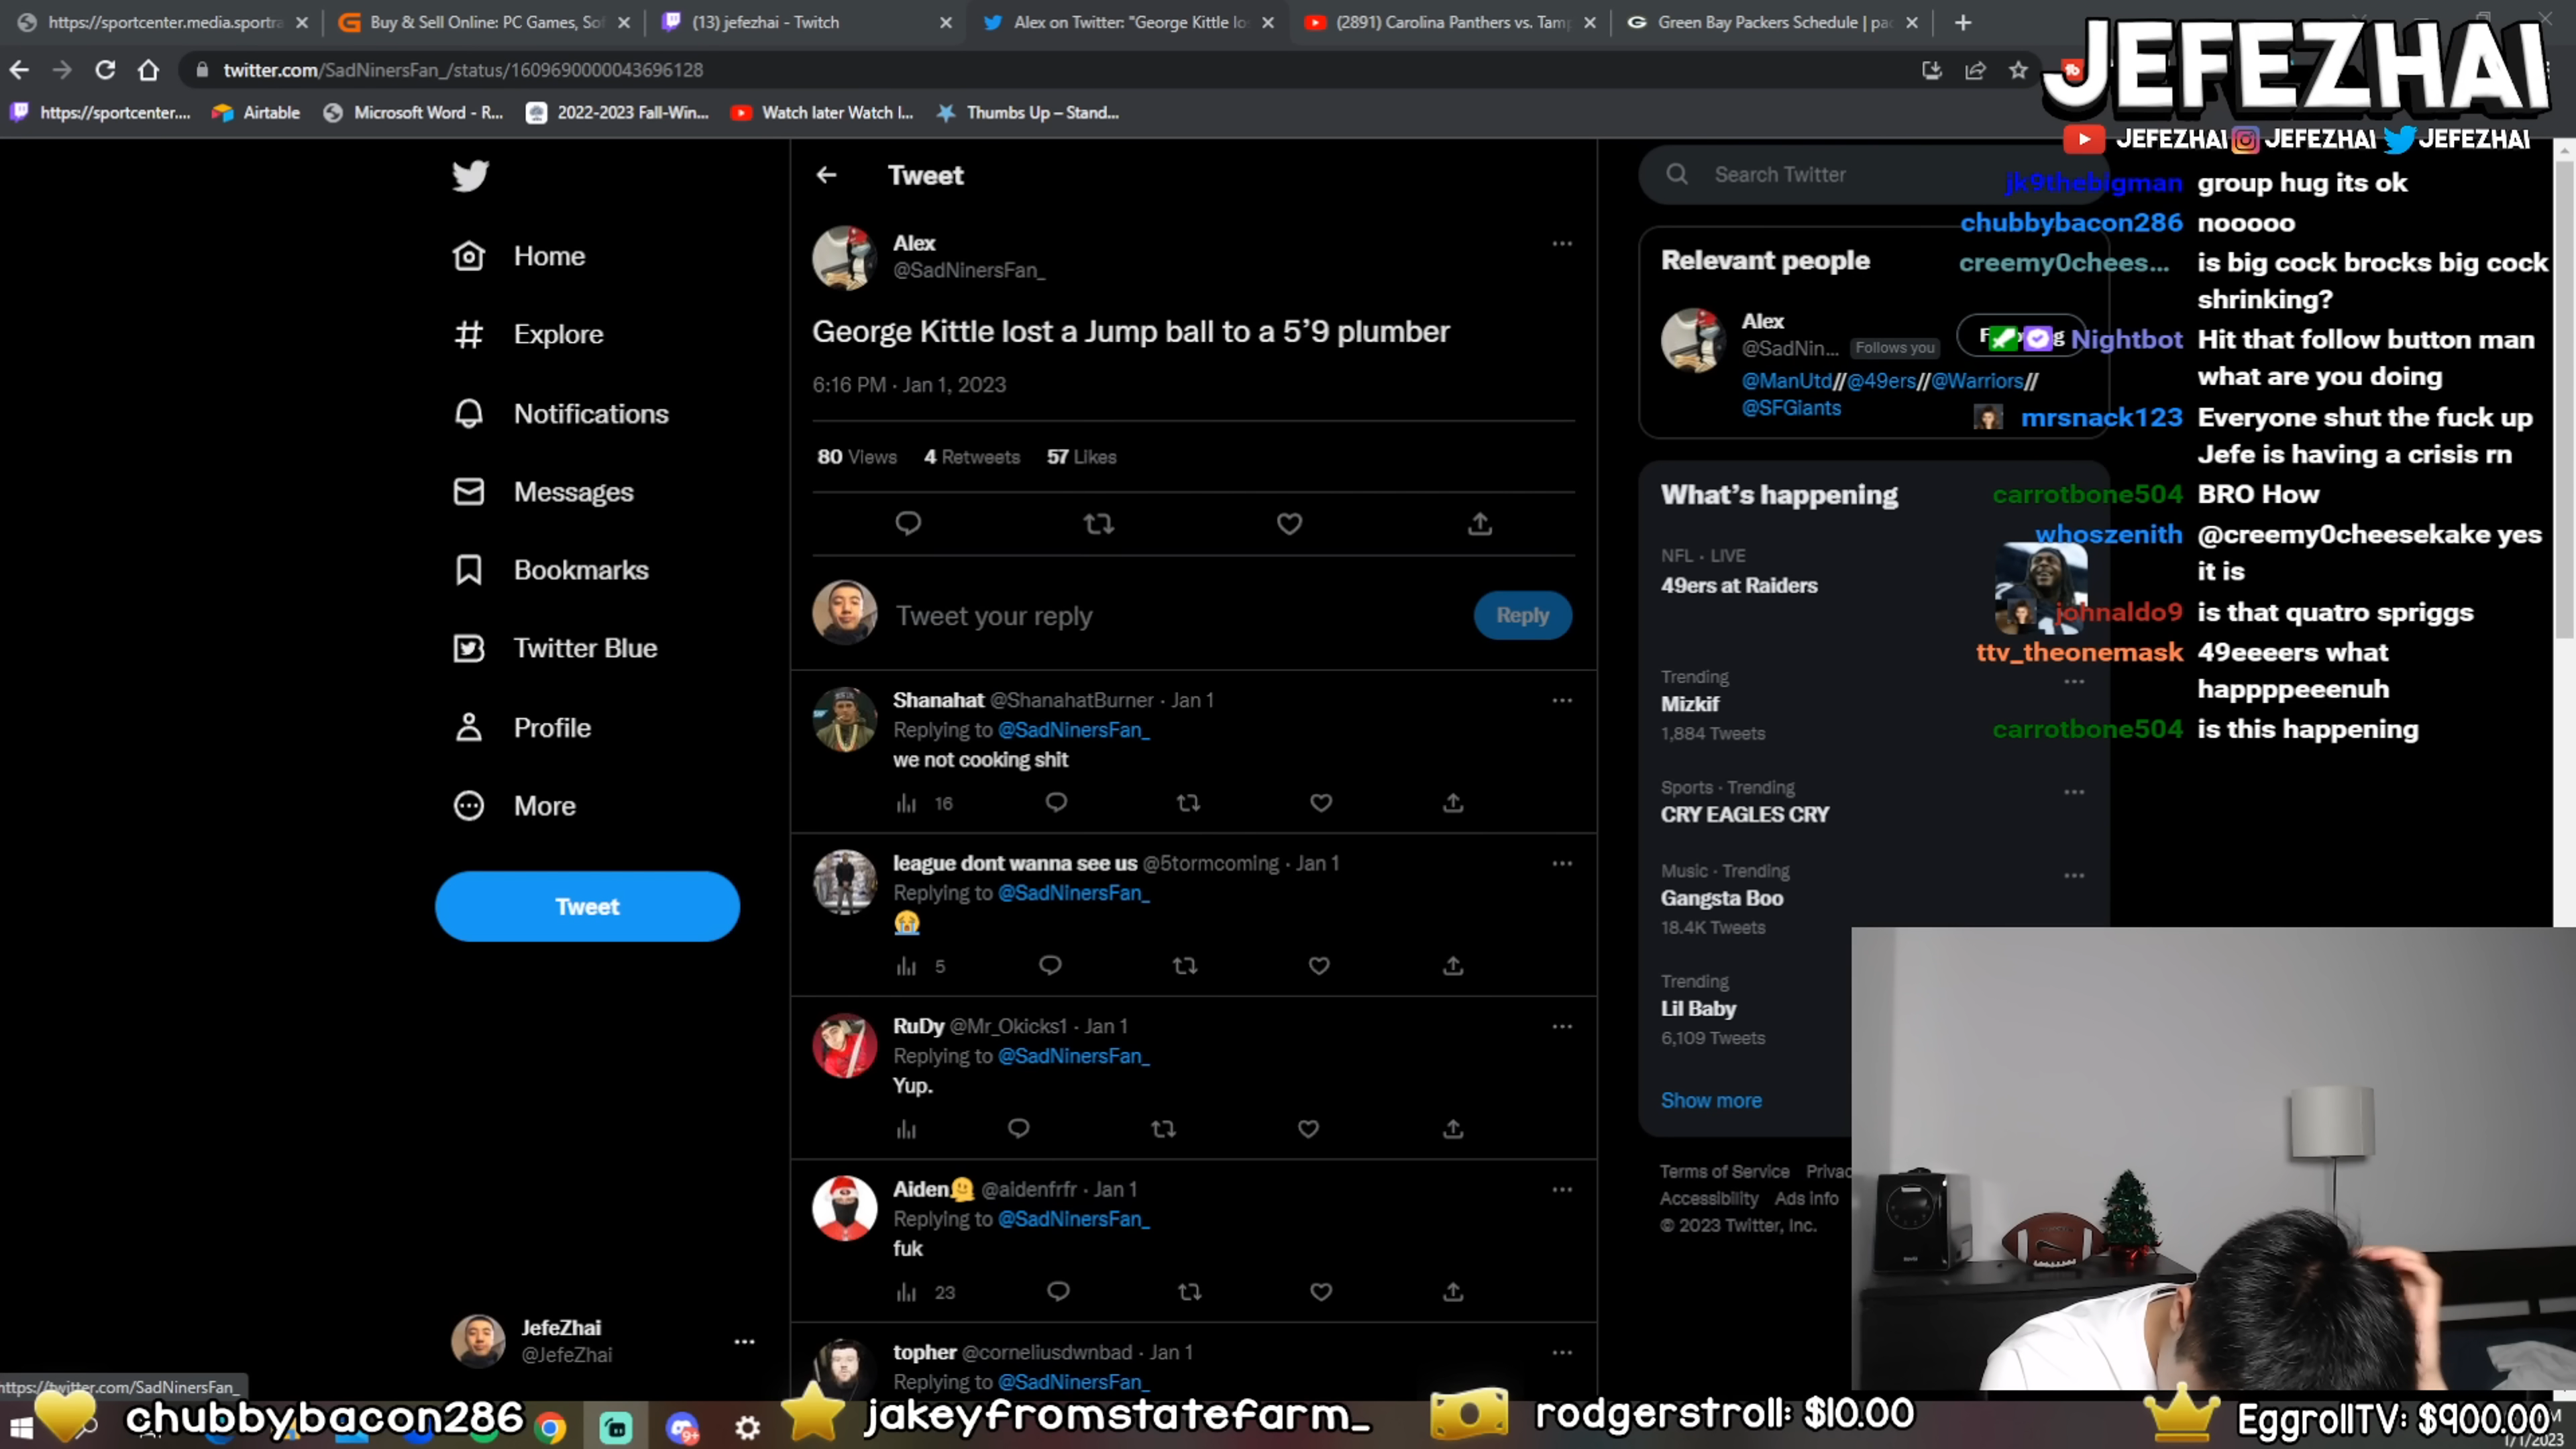 https://sportcenter.media.sportra
Buy & Sell Online: PC Games, Sof
(13) jefezhai - Twitch
Alex on Twitter: "George Kittle lo
(2891) Carolina Panthers vs. Tamp
Green Bay Packers Schedule | pac
twitter.com/SadNinersFan_/status/1609690000043696128
https://sportcenter....
Airtable
Microsoft Word - R...
2022-2023 Fall-Win...
Watch later Watch l...
Thumbs Up – Stand...
JEFEZHAI
JEFEZHAI JEFEZHAI JEFEZHAI
Home
Explore
Notifications
Messages
Bookmarks
Twitter Blue
Profile
More
Tweet
JefeZhai
@JefeZhai
https://twitter.com/SadNinersFan_
Tweet
Alex
@SadNinersFan_
George Kittle lost a Jump ball to a 5’9 plumber
6:16 PM · Jan 1, 2023
80 Views 4 Retweets 57 Likes
Tweet your reply
Reply
Shanahat @ShanahatBurner · Jan 1
Replying to @SadNinersFan_
we not cooking shit
16
league dont wanna see us @5tormcoming · Jan 1
Replying to @SadNinersFan_
😭
5
RuDy @Mr_Okicks1 · Jan 1
Replying to @SadNinersFan_
Yup.
Aiden🫠 @aidenfrfr · Jan 1
Replying to @SadNinersFan_
fuk
23
topher @corneliusdwnbad · Jan 1
Replying to @SadNinersFan_
Search Twitter
Relevant people
Alex
@SadNin... Follows you
@ManUtd//@49ers//@Warriors//
@SFGiants
What’s happening
NFL · LIVE
49ers at Raiders
Trending
Mizkif
1,884 Tweets
Sports · Trending
CRY EAGLES CRY
Music · Trending
Gangsta Boo
18.4K Tweets
Trending
Lil Baby
6,109 Tweets
Show more
Terms of Service Privac
Accessibility Ads info
© 2023 Twitter, Inc.
jk9thebigman group hug its ok
chubbybacon286 nooooo
creemy0chees... is big cock brocks big cock
shrinking?
Nightbot Hit that follow button man
what are you doing
mrsnack123 Everyone shut the fuck up
Jefe is having a crisis rn
carrotbone504 BRO How
whoszenith @creemy0cheesekake yes
it is
johnaldo9 is that quatro spriggs
ttv_theonemask 49eeeers what
happppeeenuh
carrotbone504 is this happening
chubbybacon286
jakeyfromstatefarm_
rodgerstroll: $10.00
EggrollTV: $900.00
1/1/2023